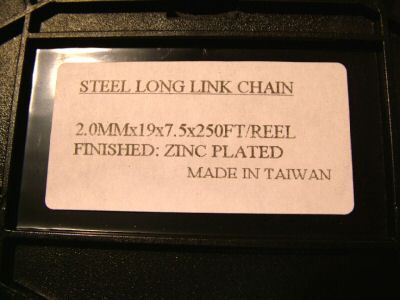 STEEL LONG LINK CHAIN
2.0MMx19x7.5x250FT/REEL
FINISHED: ZINC PLATED
MADE IN TAIWAN